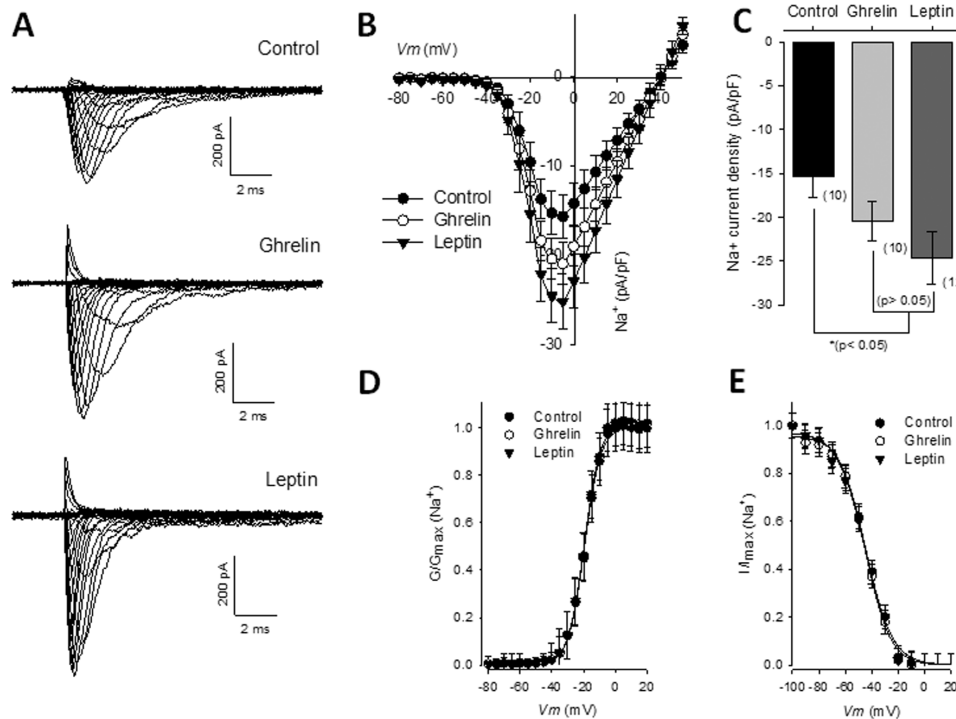 A
Control
200 pA
2 ms
Ghrelin
200 pA
2 ms
Leptin
200 pA
2 ms
B
Vm (mV)
0
-80
-60
-40
-20
0
20
40
-10
-30
Control
Ghrelin
Leptin
Na+ (pA/pF)
C
Control
Ghrelin
Leptin
Na+ current density (pA/pF)
0
-5
-10
-15
-20
-25
-30
(10)
(10)
(p> 0.05)
*(p< 0.05)
D
Control
Ghrelin
Leptin
G/Gmax (Na+)
1.0
0.8
0.6
0.4
0.2
0.0
-80
-60
-40
-20
0
20
Vm (mV)
E
Control
Ghrelin
Leptin
I/Imax (Na+)
1.0
0.8
0.6
0.4
0.2
0.0
-100
-80
-60
-40
-20
0
20
Vm (mV)